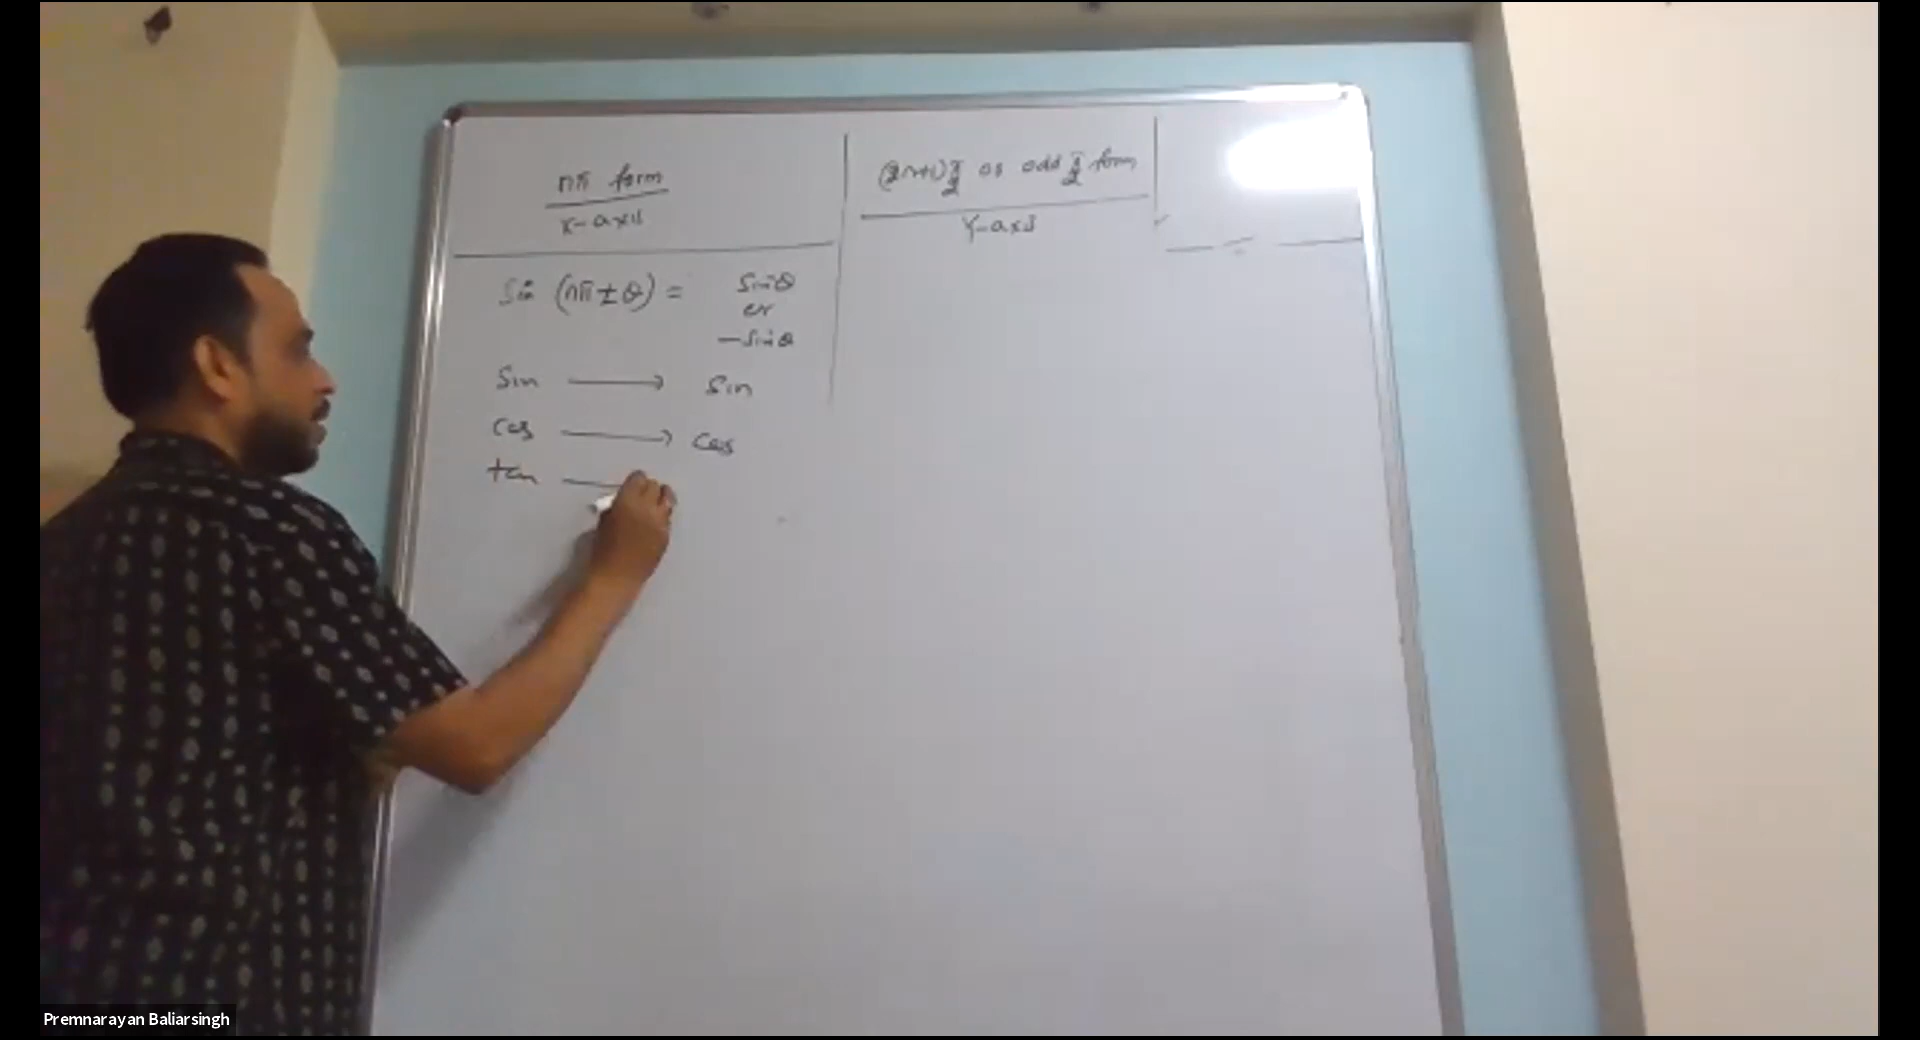 nπ form
x-axis
(2n+1)π/2 or odd π/2 form
Y-axis
Sin (nπ ± θ) = Sinθ
or
-Sinθ
Sin → Sin
Cos → Cos
tan
Premnarayan Baliarsingh